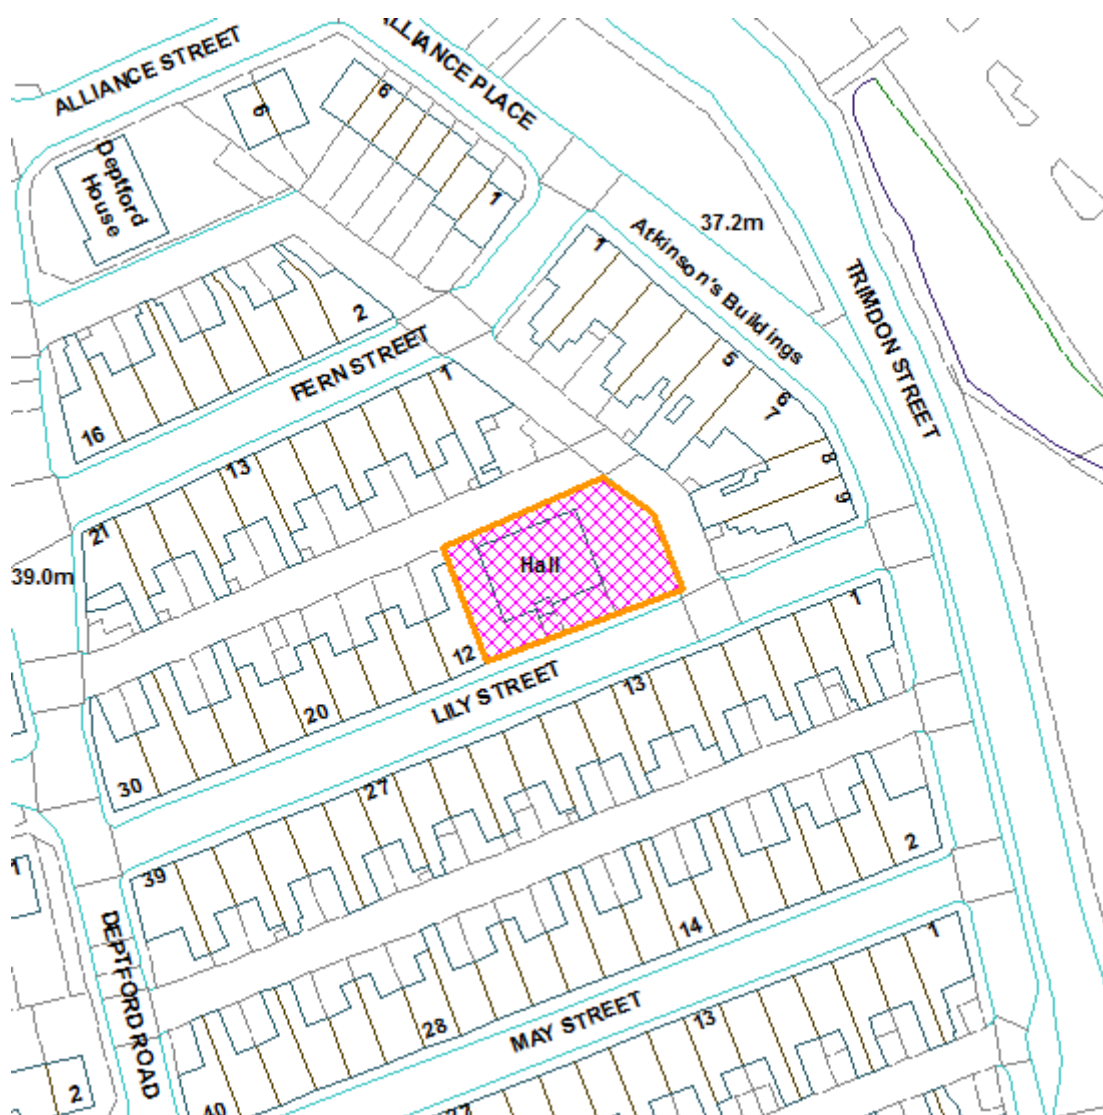 ALLIANCE STREET
ALLIANCE PLACE
6
6
Deptford
House
1
37.2m
Atkinson's Buildings
1
TRIMDON STREET
2
FERN STREET
5
6
7
16
1
8
13
9
21
Hall
39.0m
1
12
LILY STREET
13
20
30
27
39
2
1
14
DEPTFORD ROAD
1
28
MAY STREET
13
2
40
27